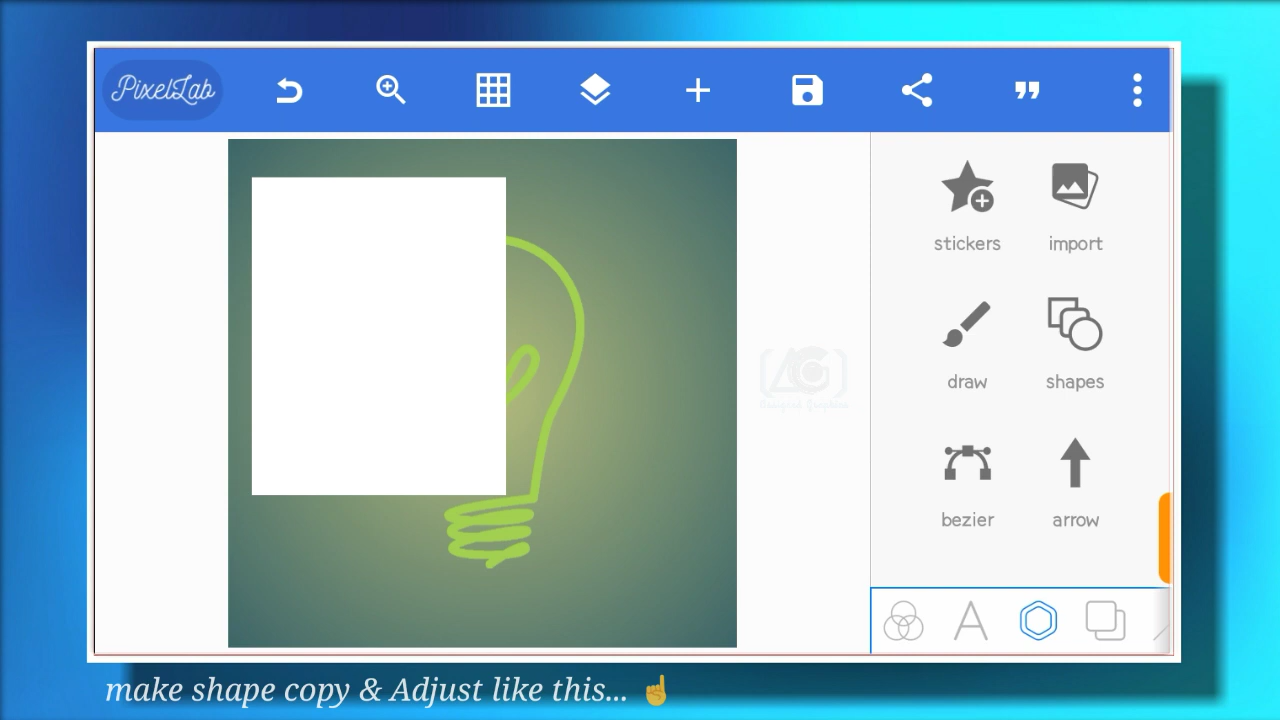 PixelLab
stickers
import
draw
shapes
bezier
arrow
make shape copy & Adjust like this... ☝